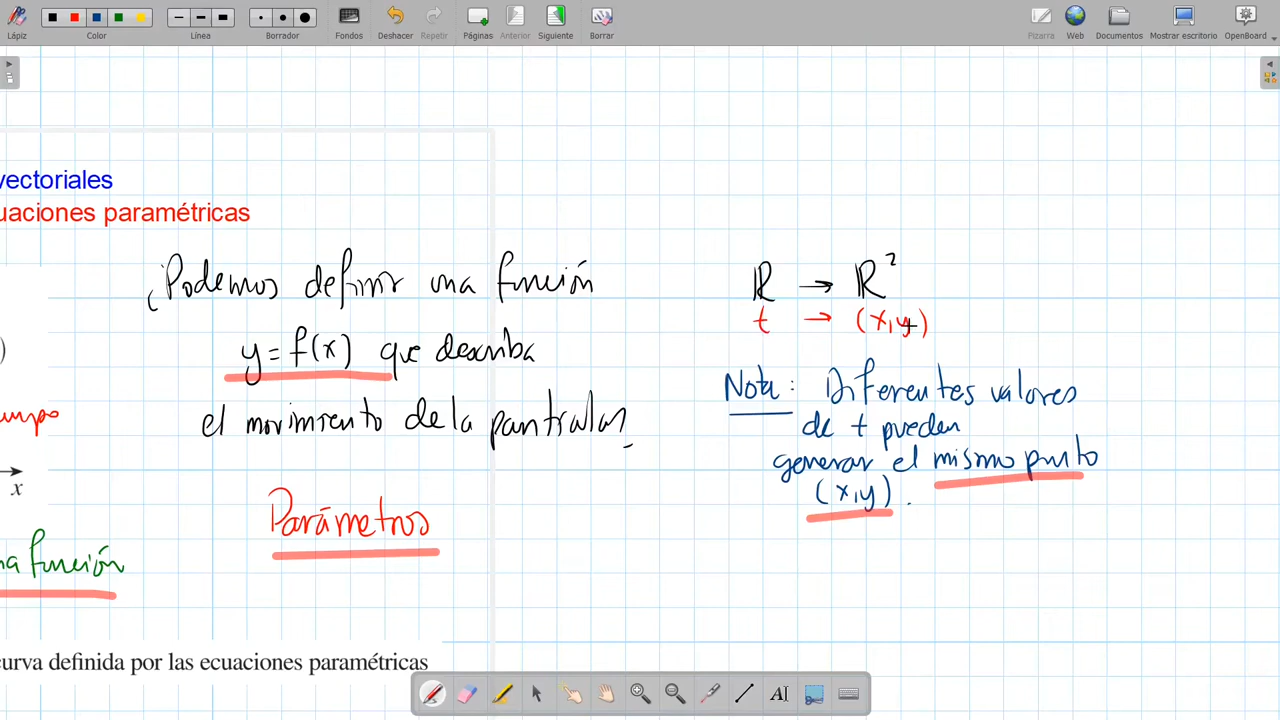 Lápiz Color Línea Borrador Fondos Deshacer Repetir Páginas Anterior Siguiente Borrar Pizarra Web Documentos Mostrar escritorio OpenBoard
vectoriales
uaciones paramétricas
¿Podemos definir una función
y = f(x) que describa
el movimiento de la
Parámetros
)
x
na función
curva definida por las ecuaciones paramétricas
ℝ → ℝ²
t → (x,y)
Nota: Diferentes valores
de t pueden
generar el mismo punto
(x,y).